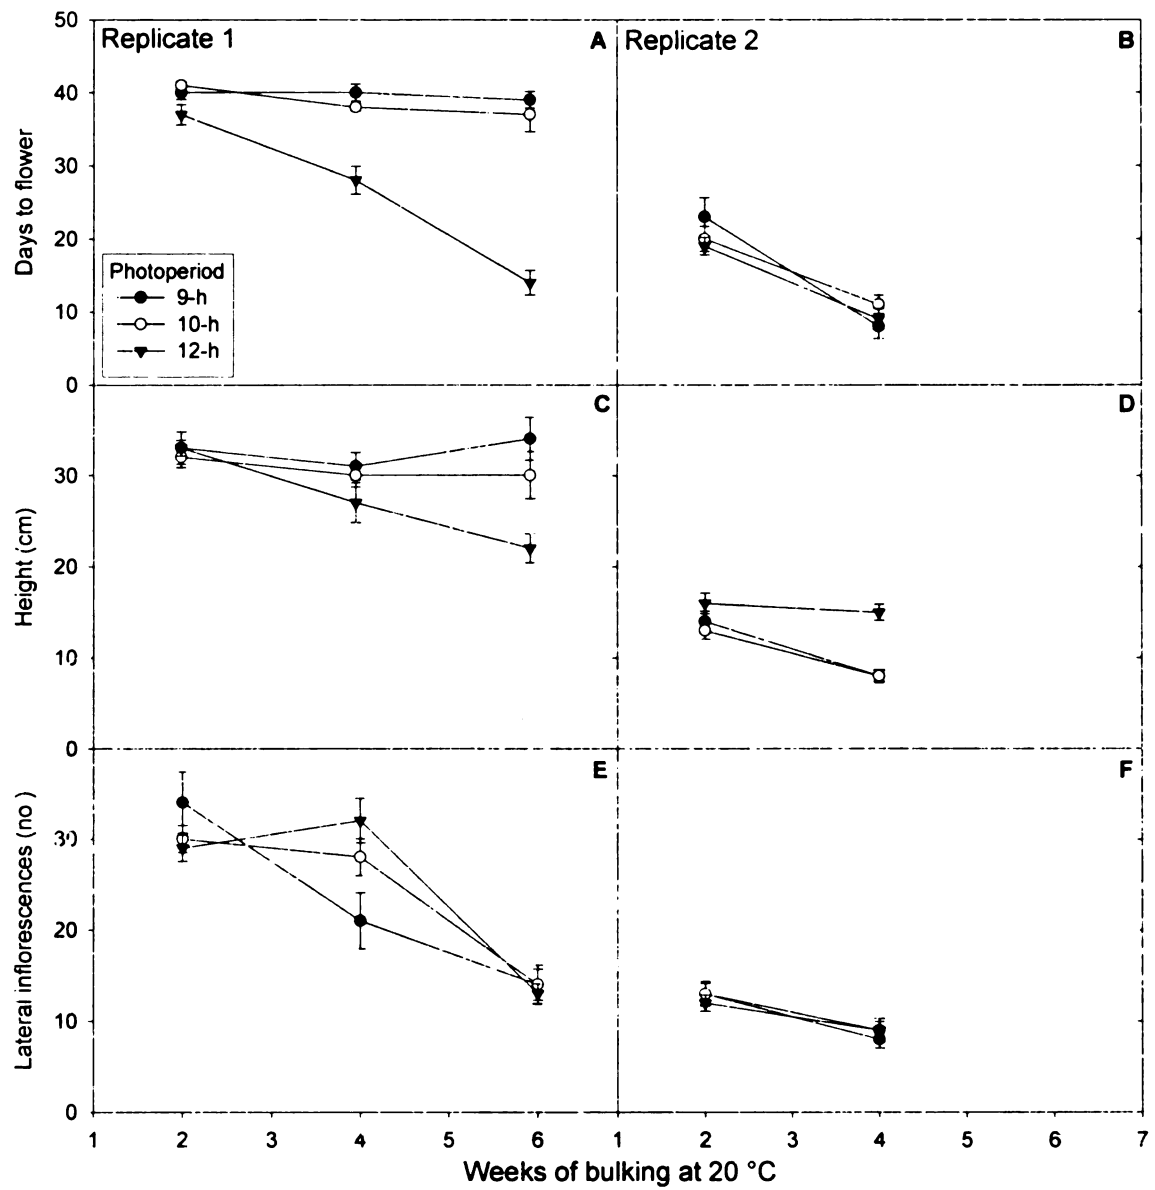 Replicate 1
A
Replicate 2
B
50
40
30
20
10
0
Days to flower
Photoperiod
9-h
10-h
12-h
C
D
30
20
10
0
Height (cm)
E
F
30
20
10
0
Lateral inflorescences (no )
1 2 3 4 5 6 1 2 3 4 5 6 7
Weeks of bulking at 20 °C